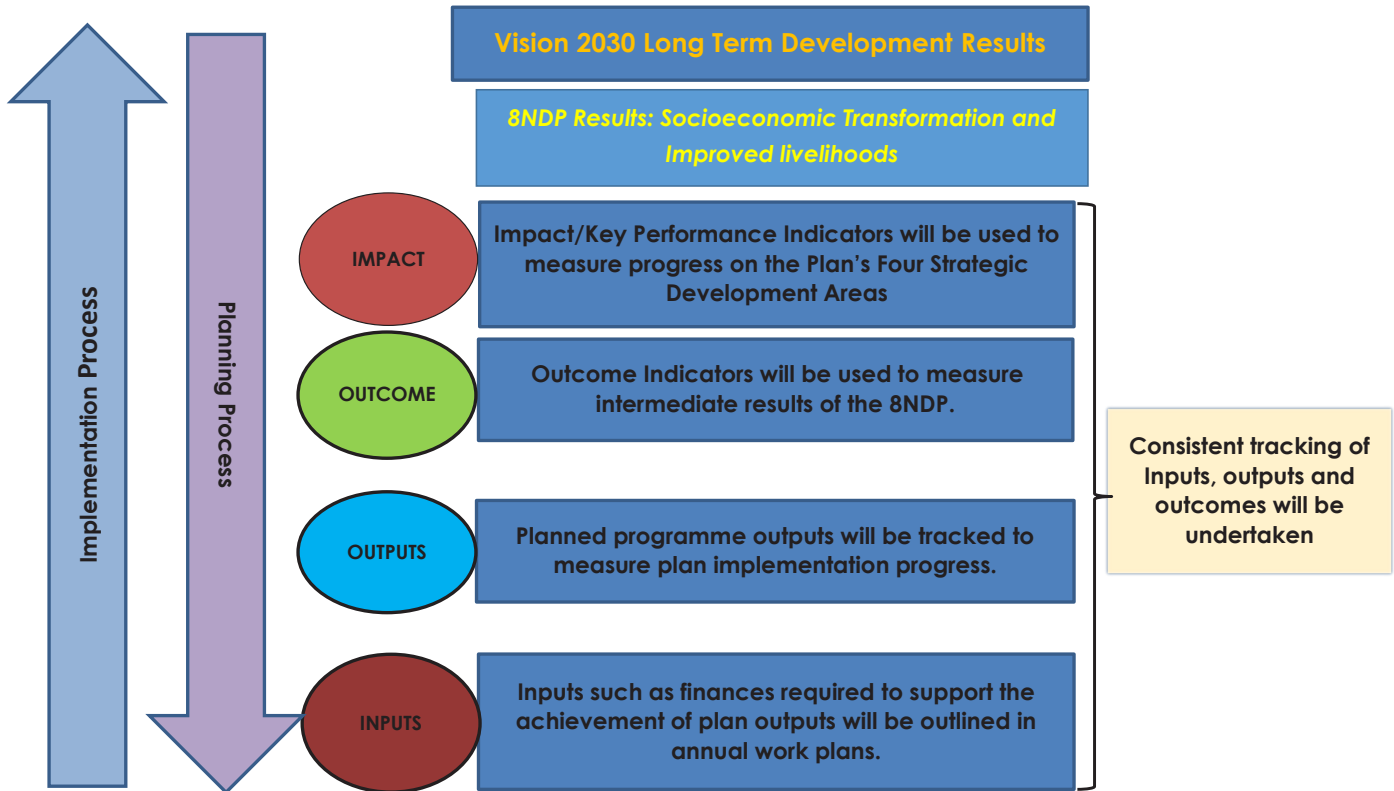 Vision 2030 Long Term Development Results
8NDP Results: Socioeconomic Transformation and
Improved livelihoods
Implementation Process
Planning Process
IMPACT
Impact/Key Performance Indicators will be used to
measure progress on the Plan’s Four Strategic
Development Areas
OUTCOME
Outcome Indicators will be used to measure
intermediate results of the 8NDP.
OUTPUTS
Planned programme outputs will be tracked to
measure plan implementation progress.
INPUTS
Inputs such as finances required to support the
achievement of plan outputs will be outlined in
annual work plans.
Consistent tracking of
Inputs, outputs and
outcomes will be
undertaken